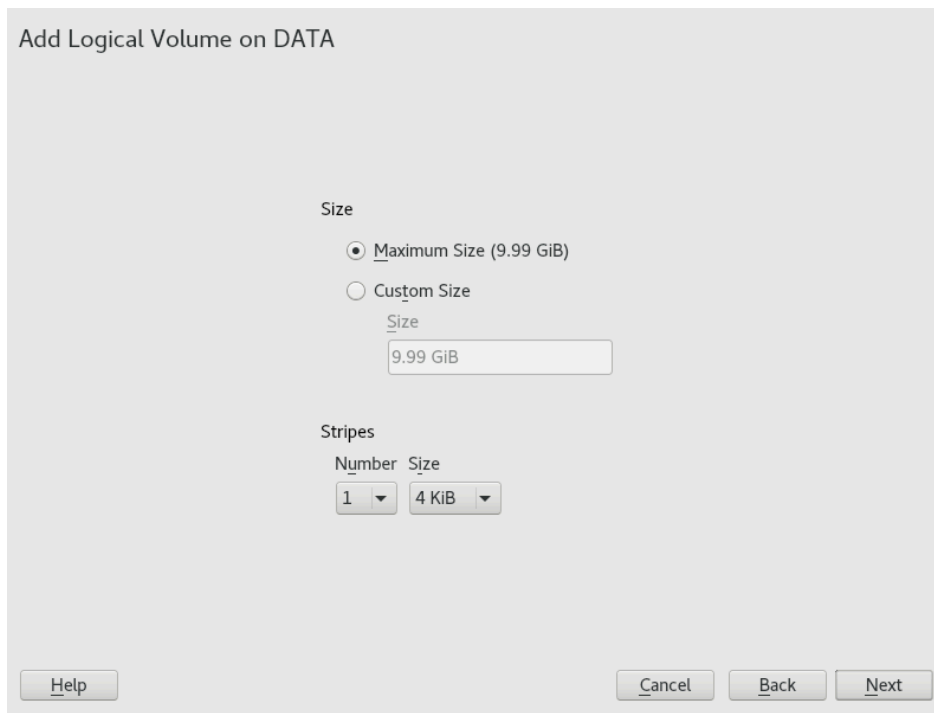 Add Logical Volume on DATA
Size
Maximum Size (9.99 GiB)
Custom Size
Size
9.99 GiB
Stripes
Number Size
1 4 KiB
Help Cancel Back Next